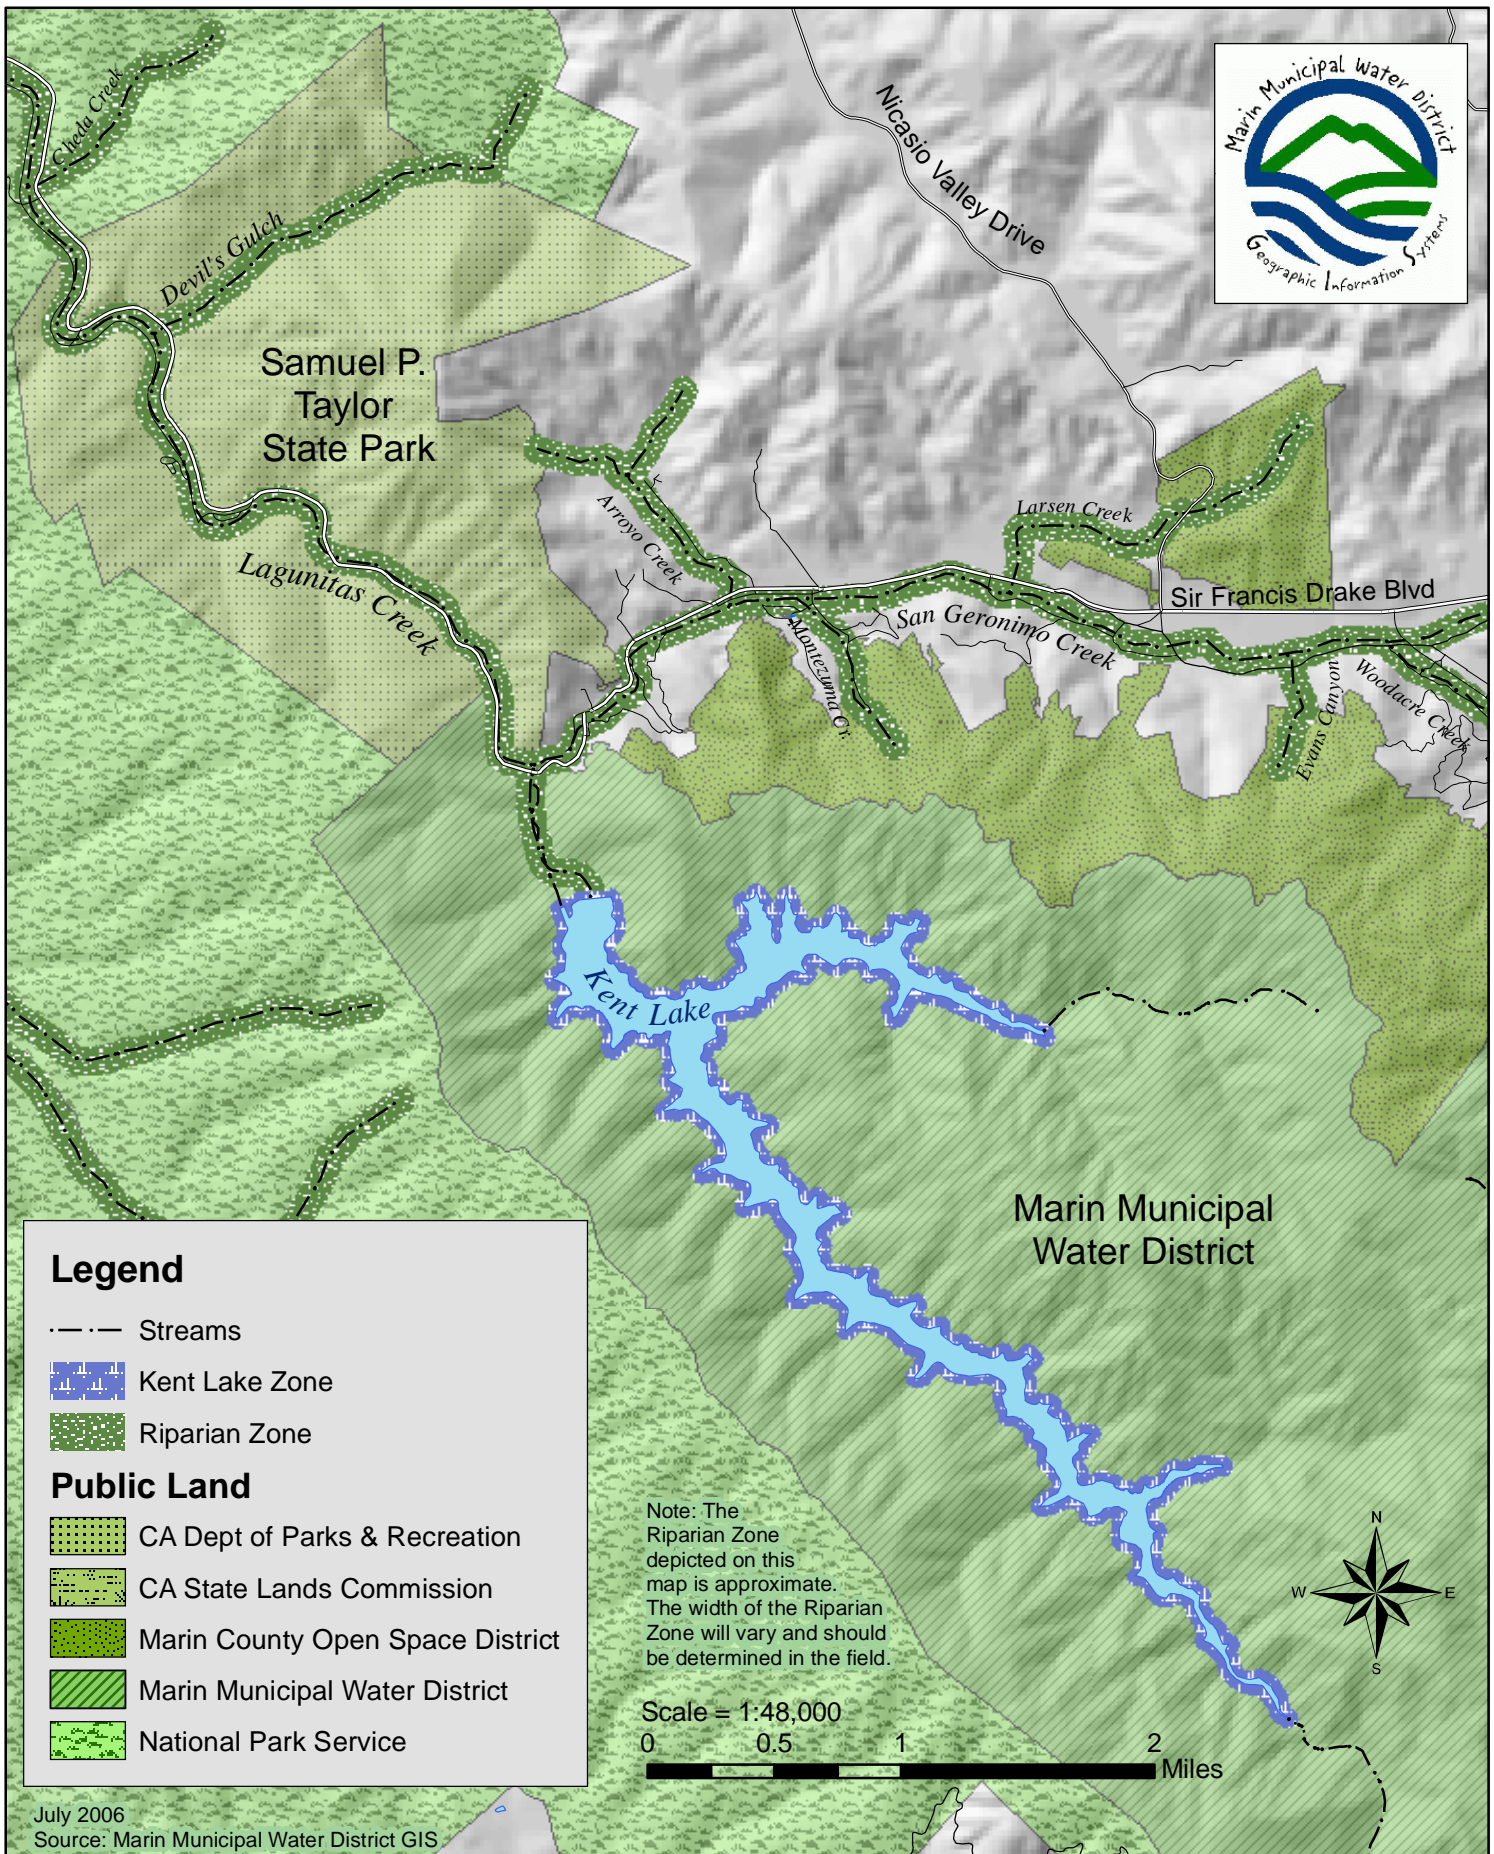 Marin Municipal Water District
Geographic Information Systems
Cheda Creek
Nicasio Valley Drive
Devil's Gulch
Samuel P.
Taylor
State Park
Arroyo Creek
Larsen Creek
Lagunitas Creek
Sir Francis Drake Blvd
San Geronimo Creek
Montezuma Cr.
Evans Canyon
Woodacre Creek
Kent Lake
Marin Municipal
Water District
Legend
Streams
Kent Lake Zone
Riparian Zone
Public Land
CA Dept of Parks & Recreation
CA State Lands Commission
Marin County Open Space District
Marin Municipal Water District
National Park Service
Note: The
Riparian Zone
depicted on this
map is approximate.
The width of the Riparian
Zone will vary and should
be determined in the field.
N
W E
S
Scale = 1:48,000
0 0.5 1 2
Miles
July 2006
Source: Marin Municipal Water District GIS